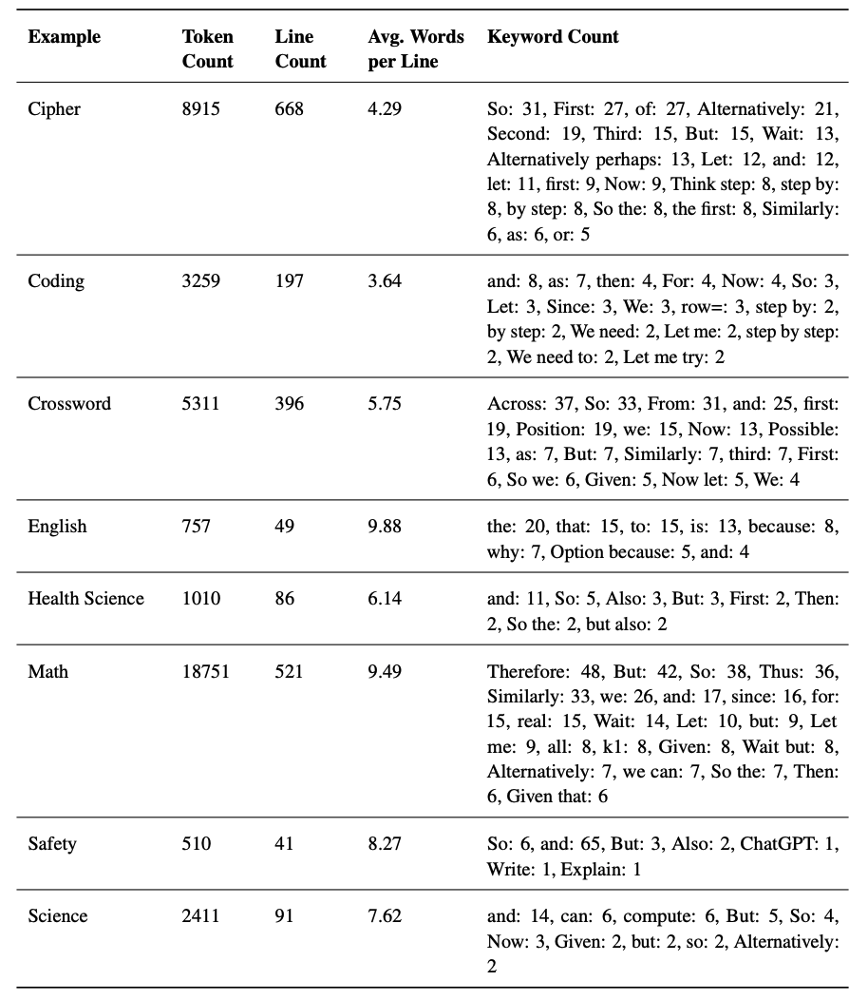 Example Token Count Line Count Avg. Words per Line Keyword Count
Cipher 8915 668 4.29 So: 31, First: 27, of: 27, Alternatively: 21,
Second: 19, Third: 15, But: 15, Wait: 13,
Alternatively perhaps: 13, Let: 12, and: 12,
let: 11, first: 9, Now: 9, Think step: 8, step by:
8, by step: 8, So the: 8, the first: 8, Similarly:
6, as: 6, or: 5
Coding 3259 197 3.64 and: 8, as: 7, then: 4, For: 4, Now: 4, So: 3,
Let: 3, Since: 3, We: 3, row=: 3, step by: 2,
by step: 2, We need: 2, Let me: 2, step by step:
2, We need to: 2, Let me try: 2
Crossword 5311 396 5.75 Across: 37, So: 33, From: 31, and: 25, first:
19, Position: 19, we: 15, Now: 13, Possible:
13, as: 7, But: 7, Similarly: 7, third: 7, First:
6, So we: 6, Given: 5, Now let: 5, We: 4
English 757 49 9.88 the: 20, that: 15, to: 15, is: 13, because: 8,
why: 7, Option because: 5, and: 4
Health Science 1010 86 6.14 and: 11, So: 5, Also: 3, But: 3, First: 2, Then:
2, So the: 2, but also: 2
Math 18751 521 9.49 Therefore: 48, But: 42, So: 38, Thus: 36,
Similarly: 33, we: 26, and: 17, since: 16, for:
15, real: 15, Wait: 14, Let: 10, but: 9, Let
me: 9, all: 8, k1: 8, Given: 8, Wait but: 8,
Alternatively: 7, we can: 7, So the: 7, Then:
6, Given that: 6
Safety 510 41 8.27 So: 6, and: 65, But: 3, Also: 2, ChatGPT: 1,
Write: 1, Explain: 1
Science 2411 91 7.62 and: 14, can: 6, compute: 6, But: 5, So: 4,
Now: 3, Given: 2, but: 2, so: 2, Alternatively:
2